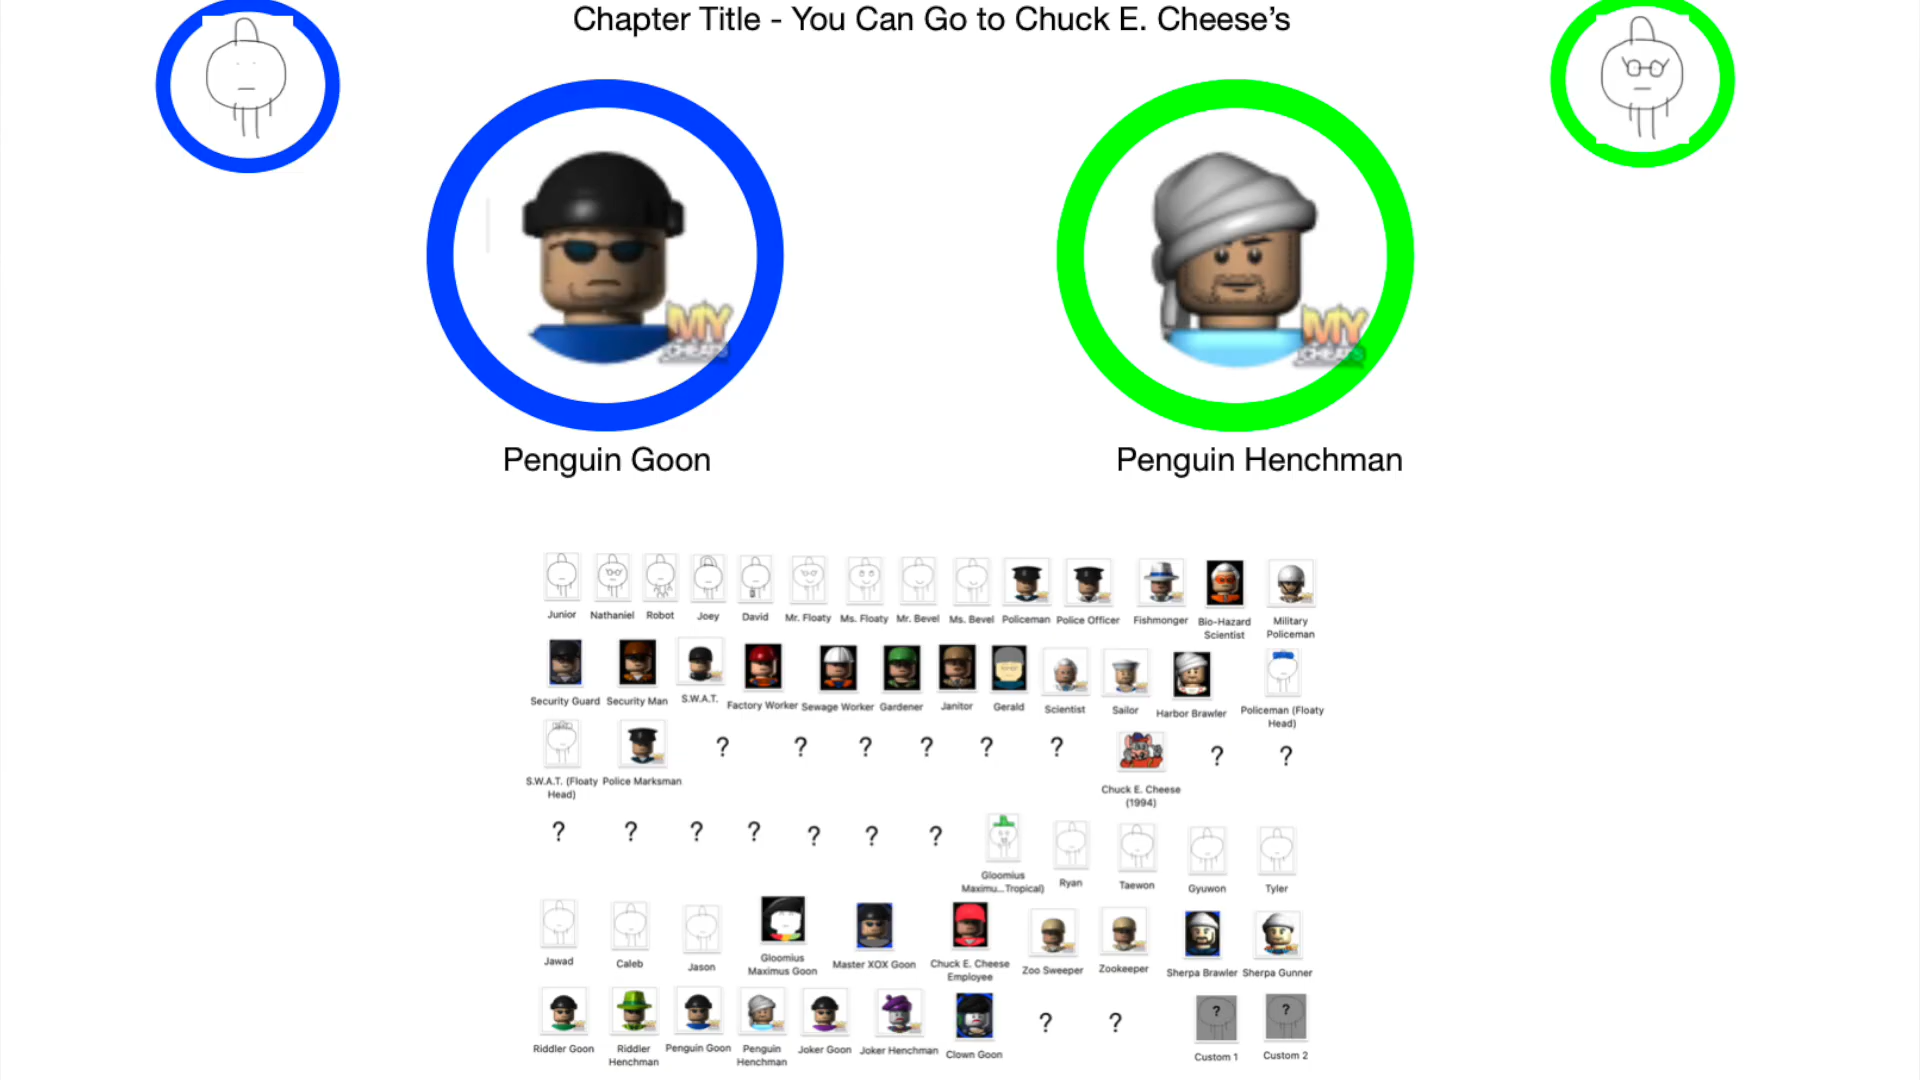 Chapter Title - You Can Go to Chuck E. Cheese’s
MY
CHEATS
MY
CHEATS
Penguin Goon
Penguin Henchman
Junior
Nathaniel
Robot
Joey
David
Mr. Floaty
Ms. Floaty
Mr. Bevel
Ms. Bevel
Policeman
Police Officer
Fishmonger
Bio-Hazard
Scientist
Military
Policeman
Security Guard
Security Man
S.W.A.T.
Factory Worker
Sewage Worker
Gardener
Janitor
Gerald
Scientist
Sailor
Harbor Brawler
Policeman (Floaty
Head)
S.W.A.T. (Floaty
Head)
Police Marksman
?
?
?
?
?
?
Chuck E. Cheese
(1994)
?
?
?
?
?
?
?
?
?
Gloomius
Maximu...Tropical)
Ryan
Taewon
Gyuwon
Tyler
Jawad
Caleb
Jason
Gloomius
Maximus Goon
Master XOX Goon
Chuck E. Cheese
Employee
Zoo Sweeper
Zookeeper
Sherpa Brawler
Sherpa Gunner
Riddler Goon
Riddler
Henchman
Penguin Goon
Penguin
Henchman
Joker Goon
Joker Henchman
Clown Goon
?
?
?
Custom 1
?
Custom 2